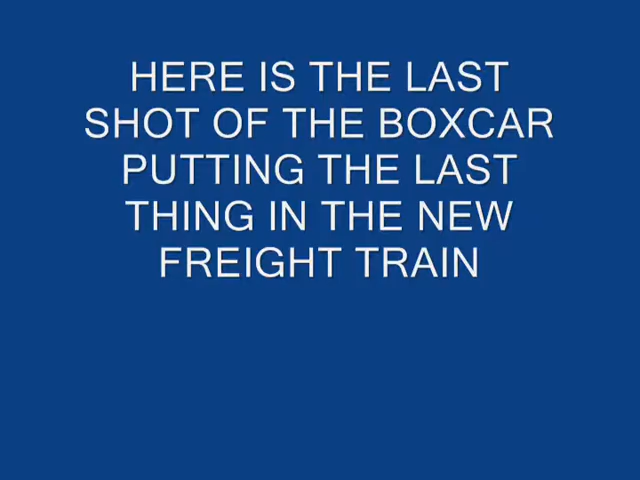 HERE IS THE LAST
SHOT OF THE BOXCAR
PUTTING THE LAST
THING IN THE NEW
FREIGHT TRAIN